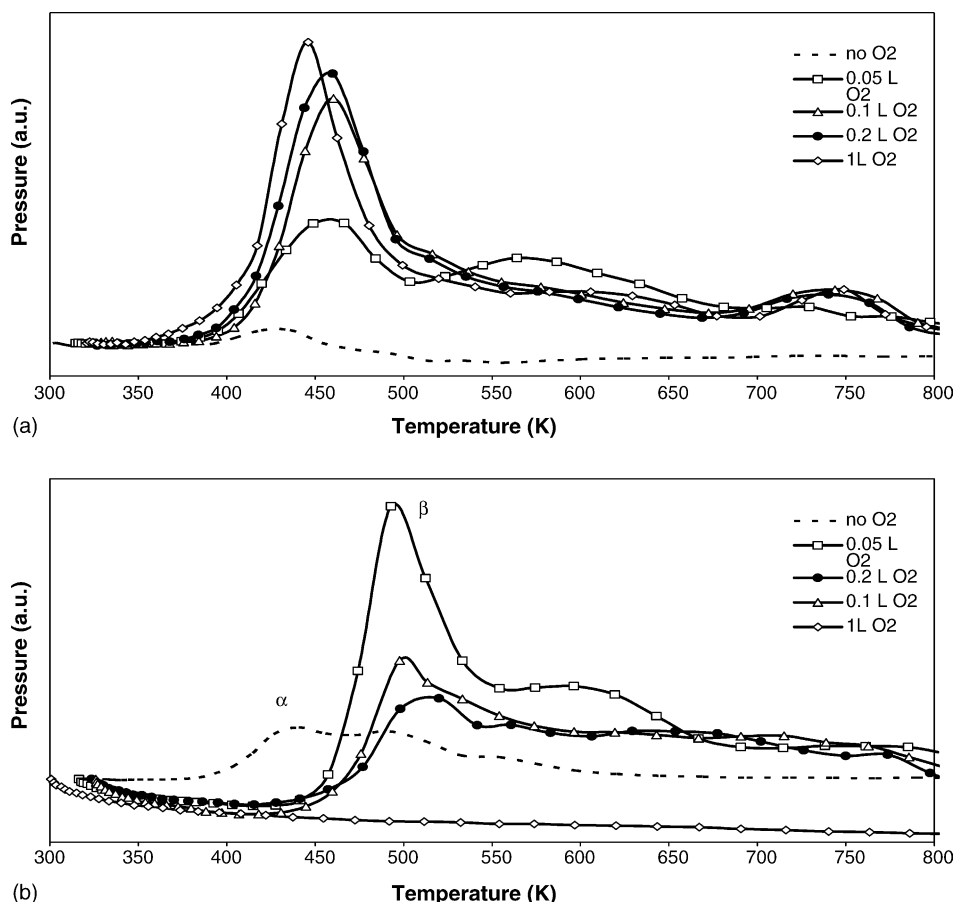 no O2
0.05 L
O2
0.1 L O2
0.2 L O2
1L O2
Pressure (a.u.)
300 350 400 450 500 550 600 650 700 750 800
(a)
Temperature (K)
α
β
no O2
0.05 L
O2
0.2 L O2
0.1 L O2
1L O2
Pressure (a.u.)
300 350 400 450 500 550 600 650 700 750 800
(b)
Temperature (K)